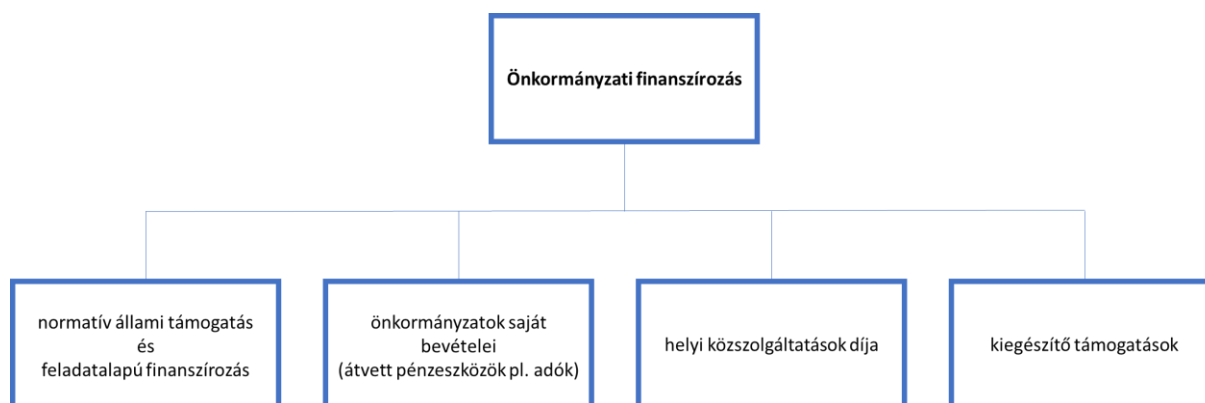 Önkormányzati finanszírozás
normatív állami támogatás
és
feladatalapú finanszírozás
önkormányzatok saját
bevételei
(átvett pénzeszközök pl. adók)
helyi közszolgáltatások díja
kiegészítő támogatások